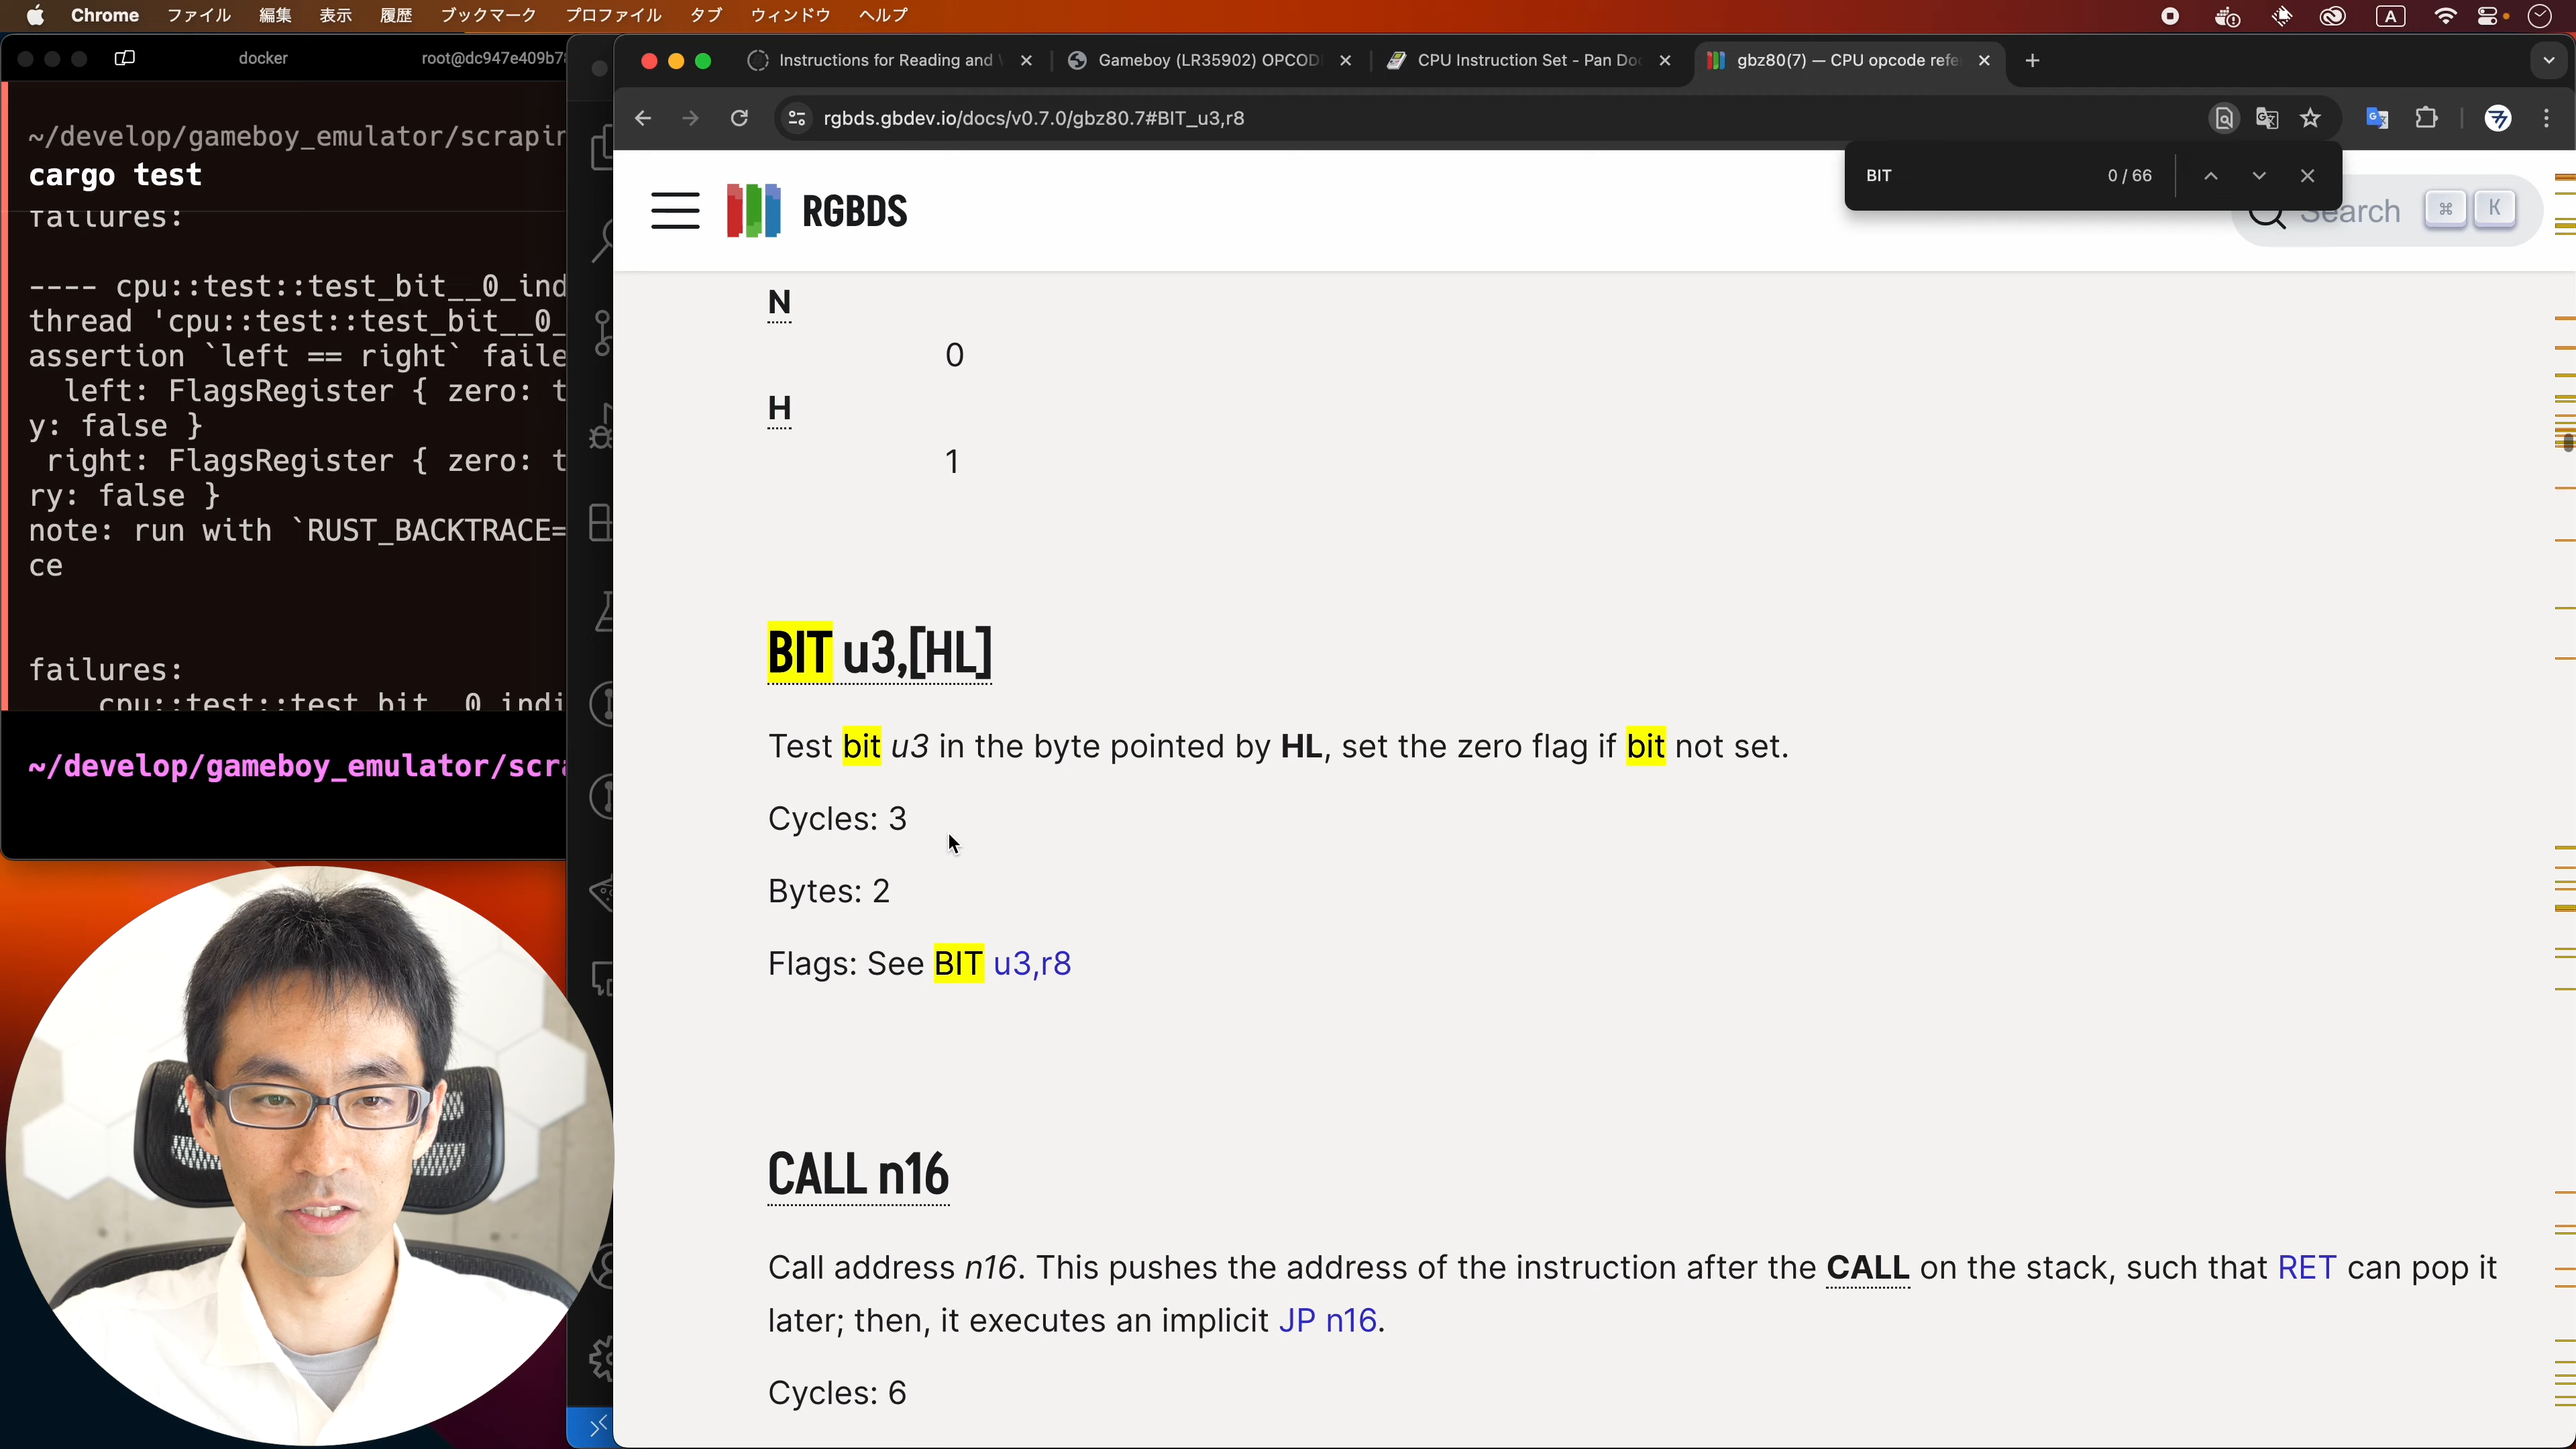 Chrome ファイル 編集 表示 履歴 ブックマーク プロファイル タブ ウィンドウ ヘルプ A
docker root@dc947e409b7
~/develop/gameboy_emulator/scrapin
cargo test
failures:
---- cpu::test::test_bit__0_ind
thread 'cpu::test::test_bit__0_
assertion `left == right` faile
left: FlagsRegister { zero: t
y: false }
right: FlagsRegister { zero: t
ry: false }
note: run with `RUST_BACKTRACE=
ce
failures:
cpu::test::test_bit__0_indi
~/develop/gameboy_emulator/scra
Instructions for Reading and
Gameboy (LR35902) OPCOD
CPU Instruction Set - Pan Do
gbz80(7) — CPU opcode refe
rgbds.gbdev.io/docs/v0.7.0/gbz80.7#BIT_u3,r8
BIT 0 / 66
RGBDS
Search ⌘ K
N
0
H
1
BIT u3,[HL]
Test bit u3 in the byte pointed by HL, set the zero flag if bit not set.
Cycles: 3
Bytes: 2
Flags: See BIT u3,r8
CALL n16
Call address n16. This pushes the address of the instruction after the CALL on the stack, such that RET can pop it
later; then, it executes an implicit JP n16.
Cycles: 6